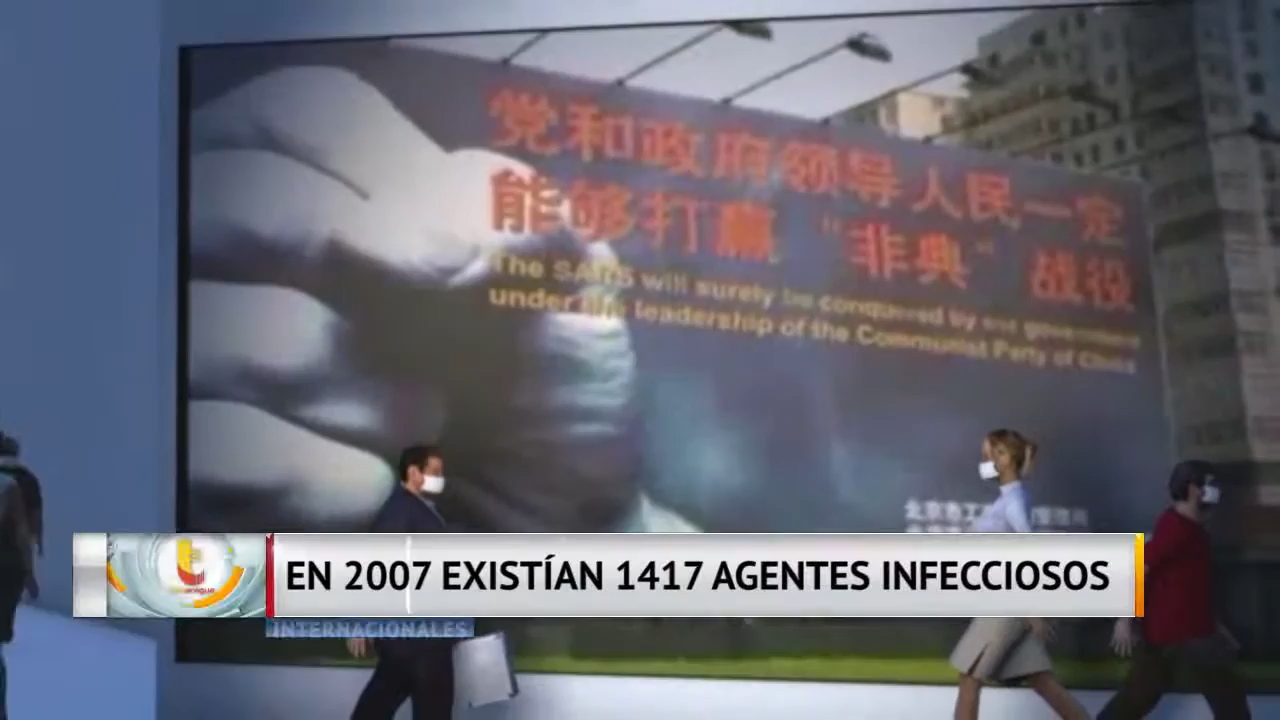 党和政府领导人民一定
能够打赢 "非典" 战役
The SARS will surely be conquered by our government
under the leadership of the Communist Party of China
EN 2007 EXISTÍAN 1417 AGENTES INFECCIOSOS
INTERNACIONALES